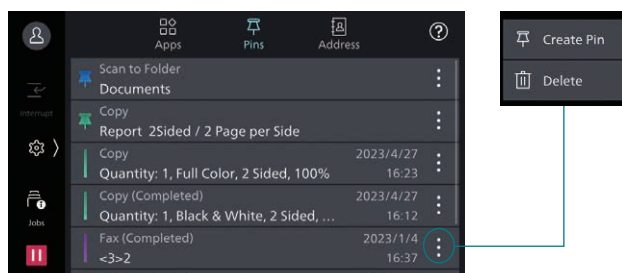 Apps
Pins
Address
?
Interrupt
Jobs
Scan to Folder
Documents
Copy
Report 2Sided / 2 Page per Side
Copy 2023/4/27
Quantity: 1, Full Color, 2 Sided, 100% 16:23
Copy (Completed) 2023/4/27
Quantity: 1, Black & White, 2 Sided, ... 16:12
Fax (Completed) 2023/1/4
<3>2 16:37
Create Pin
Delete